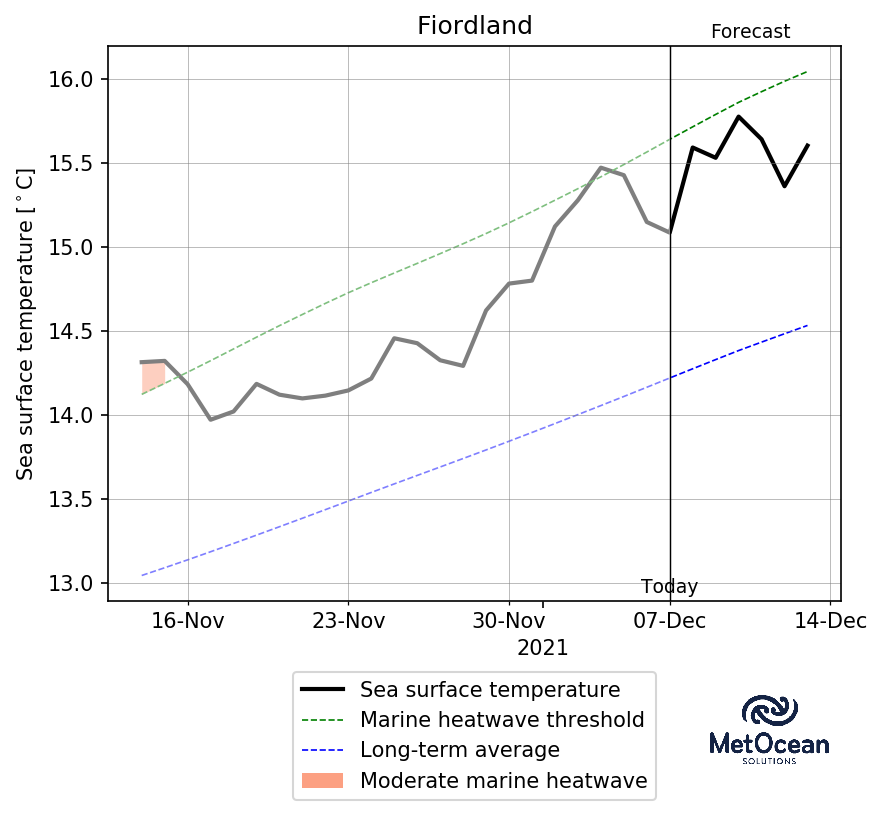 Fiordland
Forecast
Sea surface temperature [°C]
16.0
15.5
15.0
14.5
14.0
13.5
13.0
Today
16-Nov 23-Nov 30-Nov 07-Dec 14-Dec
2021
Sea surface temperature
Marine heatwave threshold
Long-term average
Moderate marine heatwave
MetOcean
SOLUTIONS